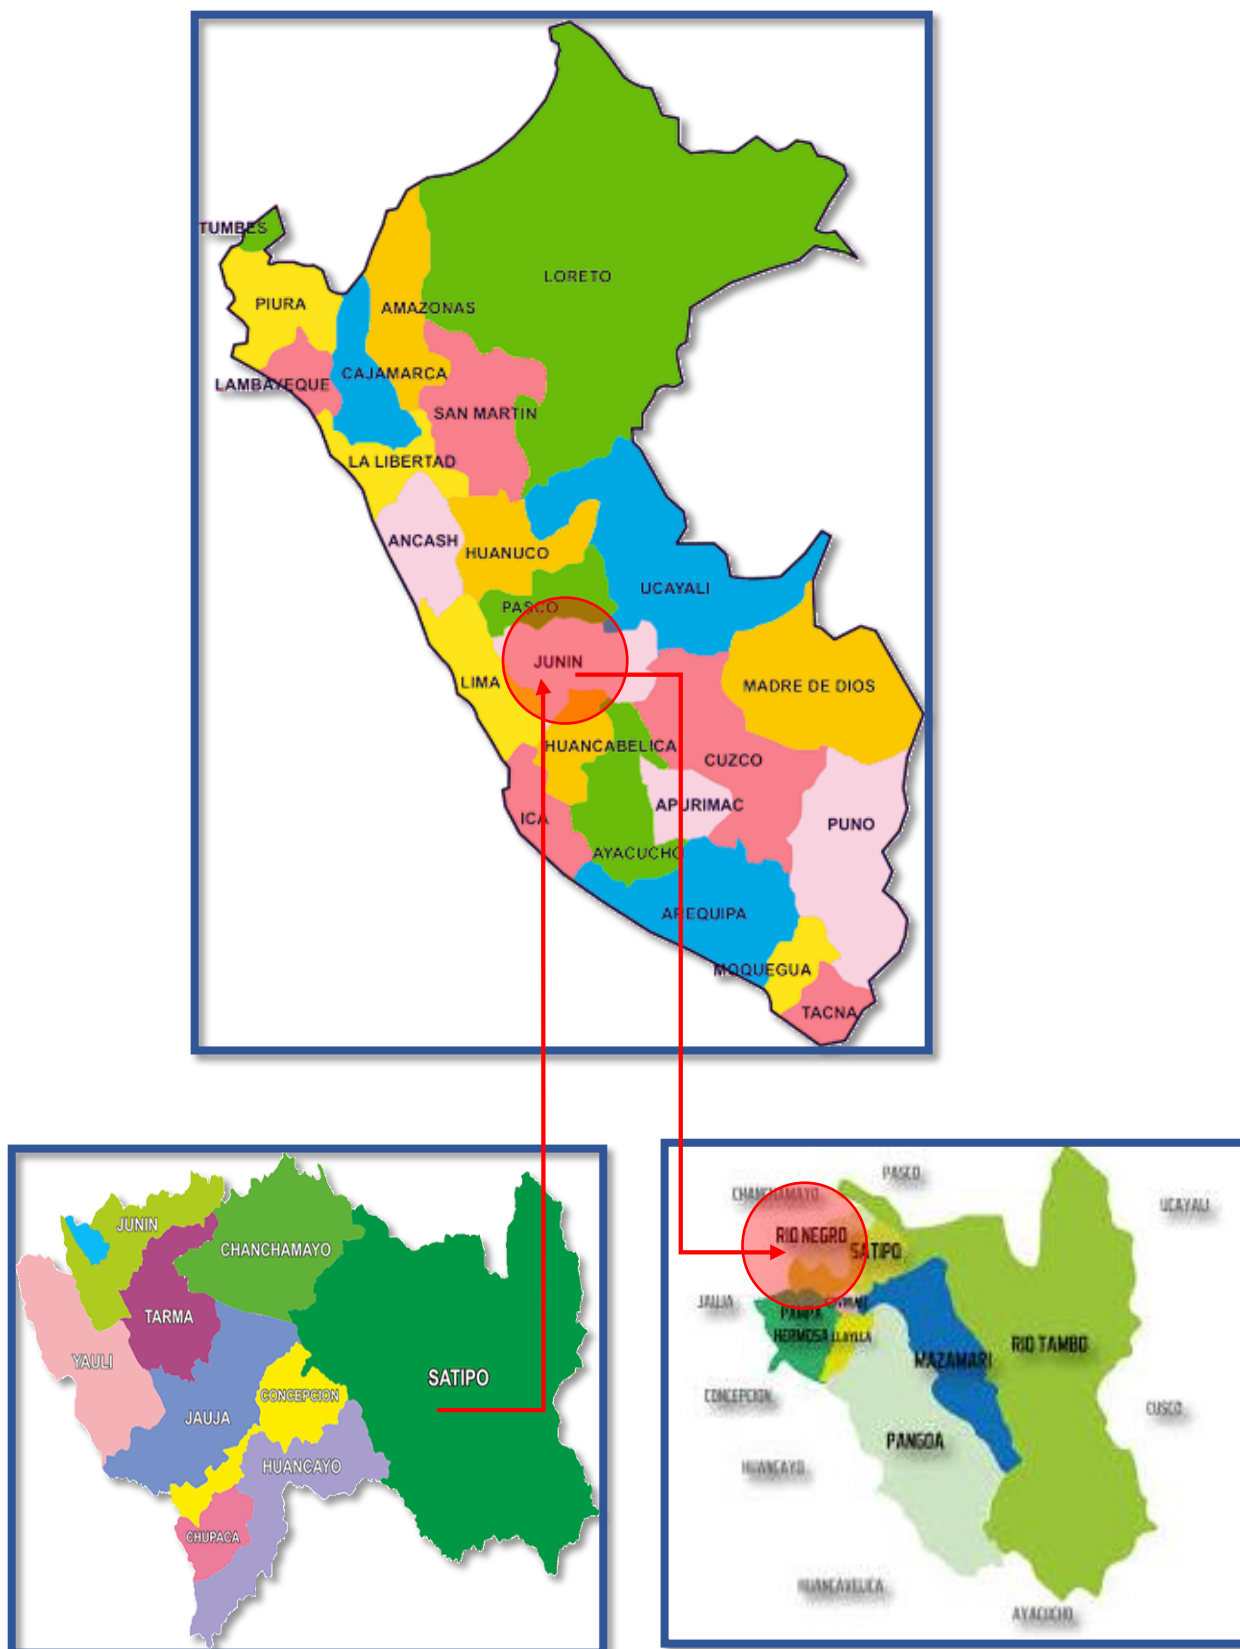 TUMBES
LORETO
PIURA
AMAZONAS
CAJAMARCA
LAMBAYEQUE
SAN MARTIN
LA LIBERTAD
ANCASH
HUANUCO
UCAYALI
PASCO
JUNIN
LIMA
MADRE DE DIOS
HUANCABELICA
CUZCO
APURIMAC
ICA
PUNO
AYACUCHO
AREQUIPA
MOQUEGUA
TACNA
JUNIN
CHANCHAMAYO
TARMA
YAULI
SATIPO
CONCEPCION
JAUJA
HUANCAYO
CHUPACA
PASCO
CHANCHAMAYO
UCAYALI
RIO NEGRO
SATIPO
JAUJA
PAMPA
HERMOSA
LLAYLLA
MAZAMARI
RIO TAMBO
CONCEPCION
CUSCO
PANGOA
HUANCAYO
HUANCAVELICA
AYACUCHO